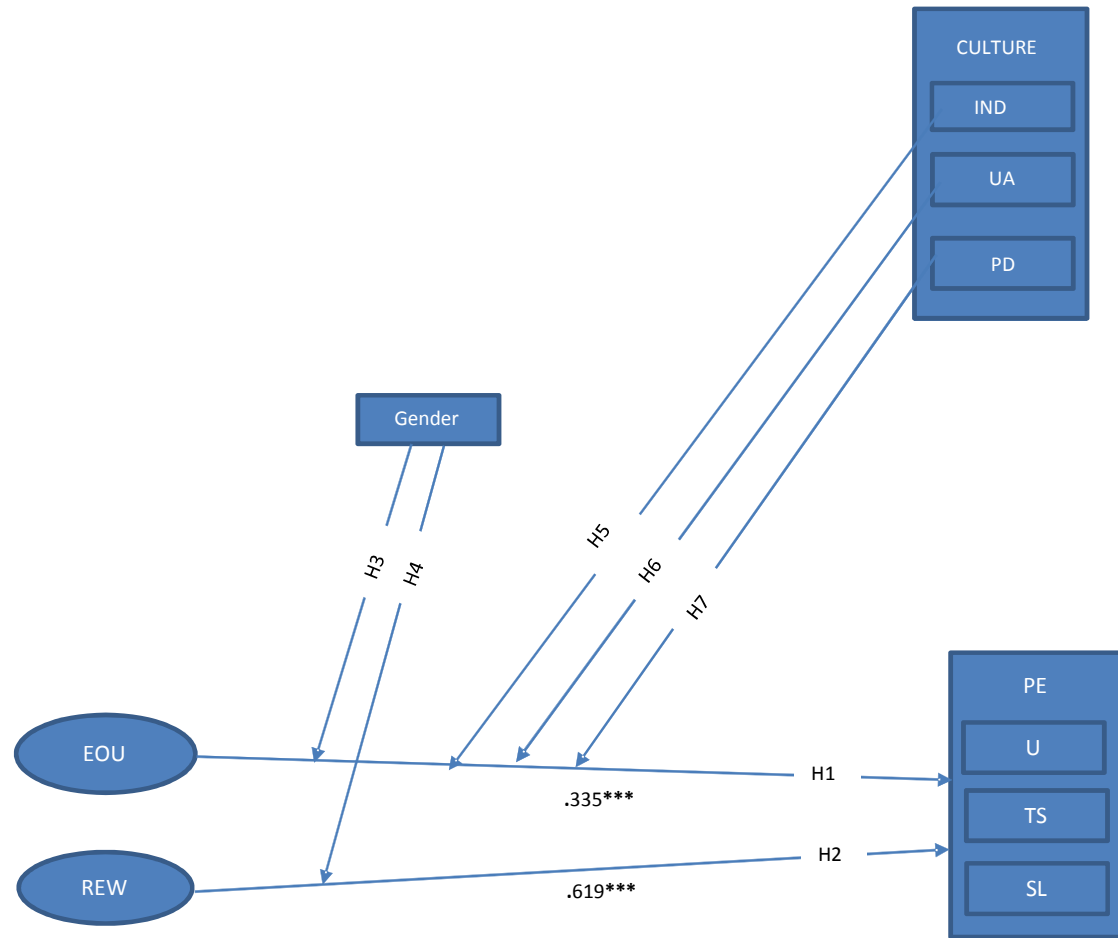 CULTURE
IND
UA
PD
Gender
H3
H4
H5
H6
H7
PE
EOU
U
H1
.335***
TS
H2
REW
.619***
SL